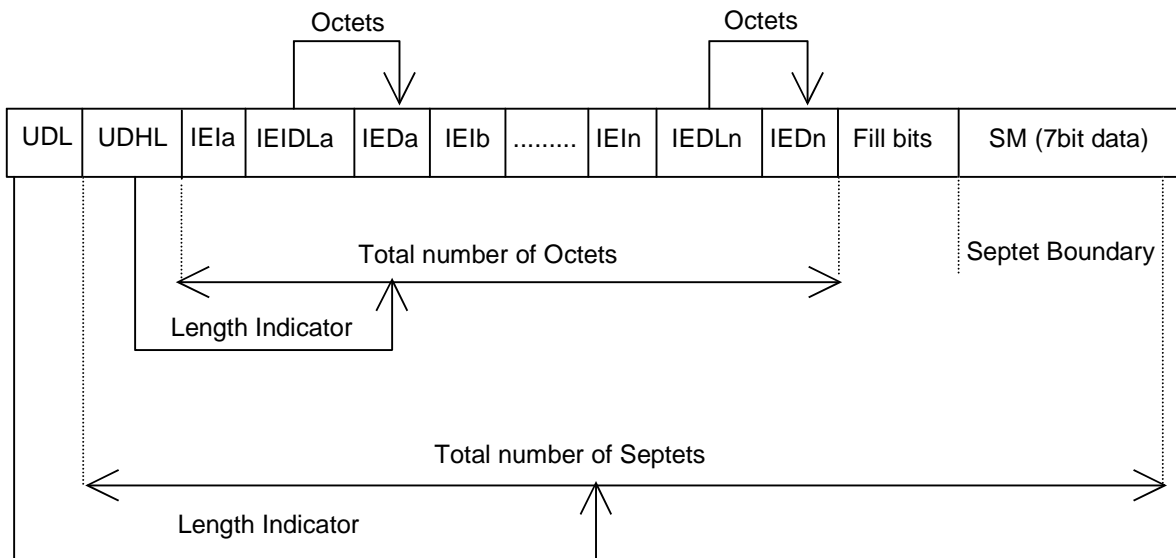 Octets Octets
UDL UDHL IEIa IEIDLa IEDa IEIb ......... IEIn IEDLn IEDn Fill bits SM (7bit data)
Total number of Octets
Septet Boundary
Length Indicator
Total number of Septets
Length Indicator